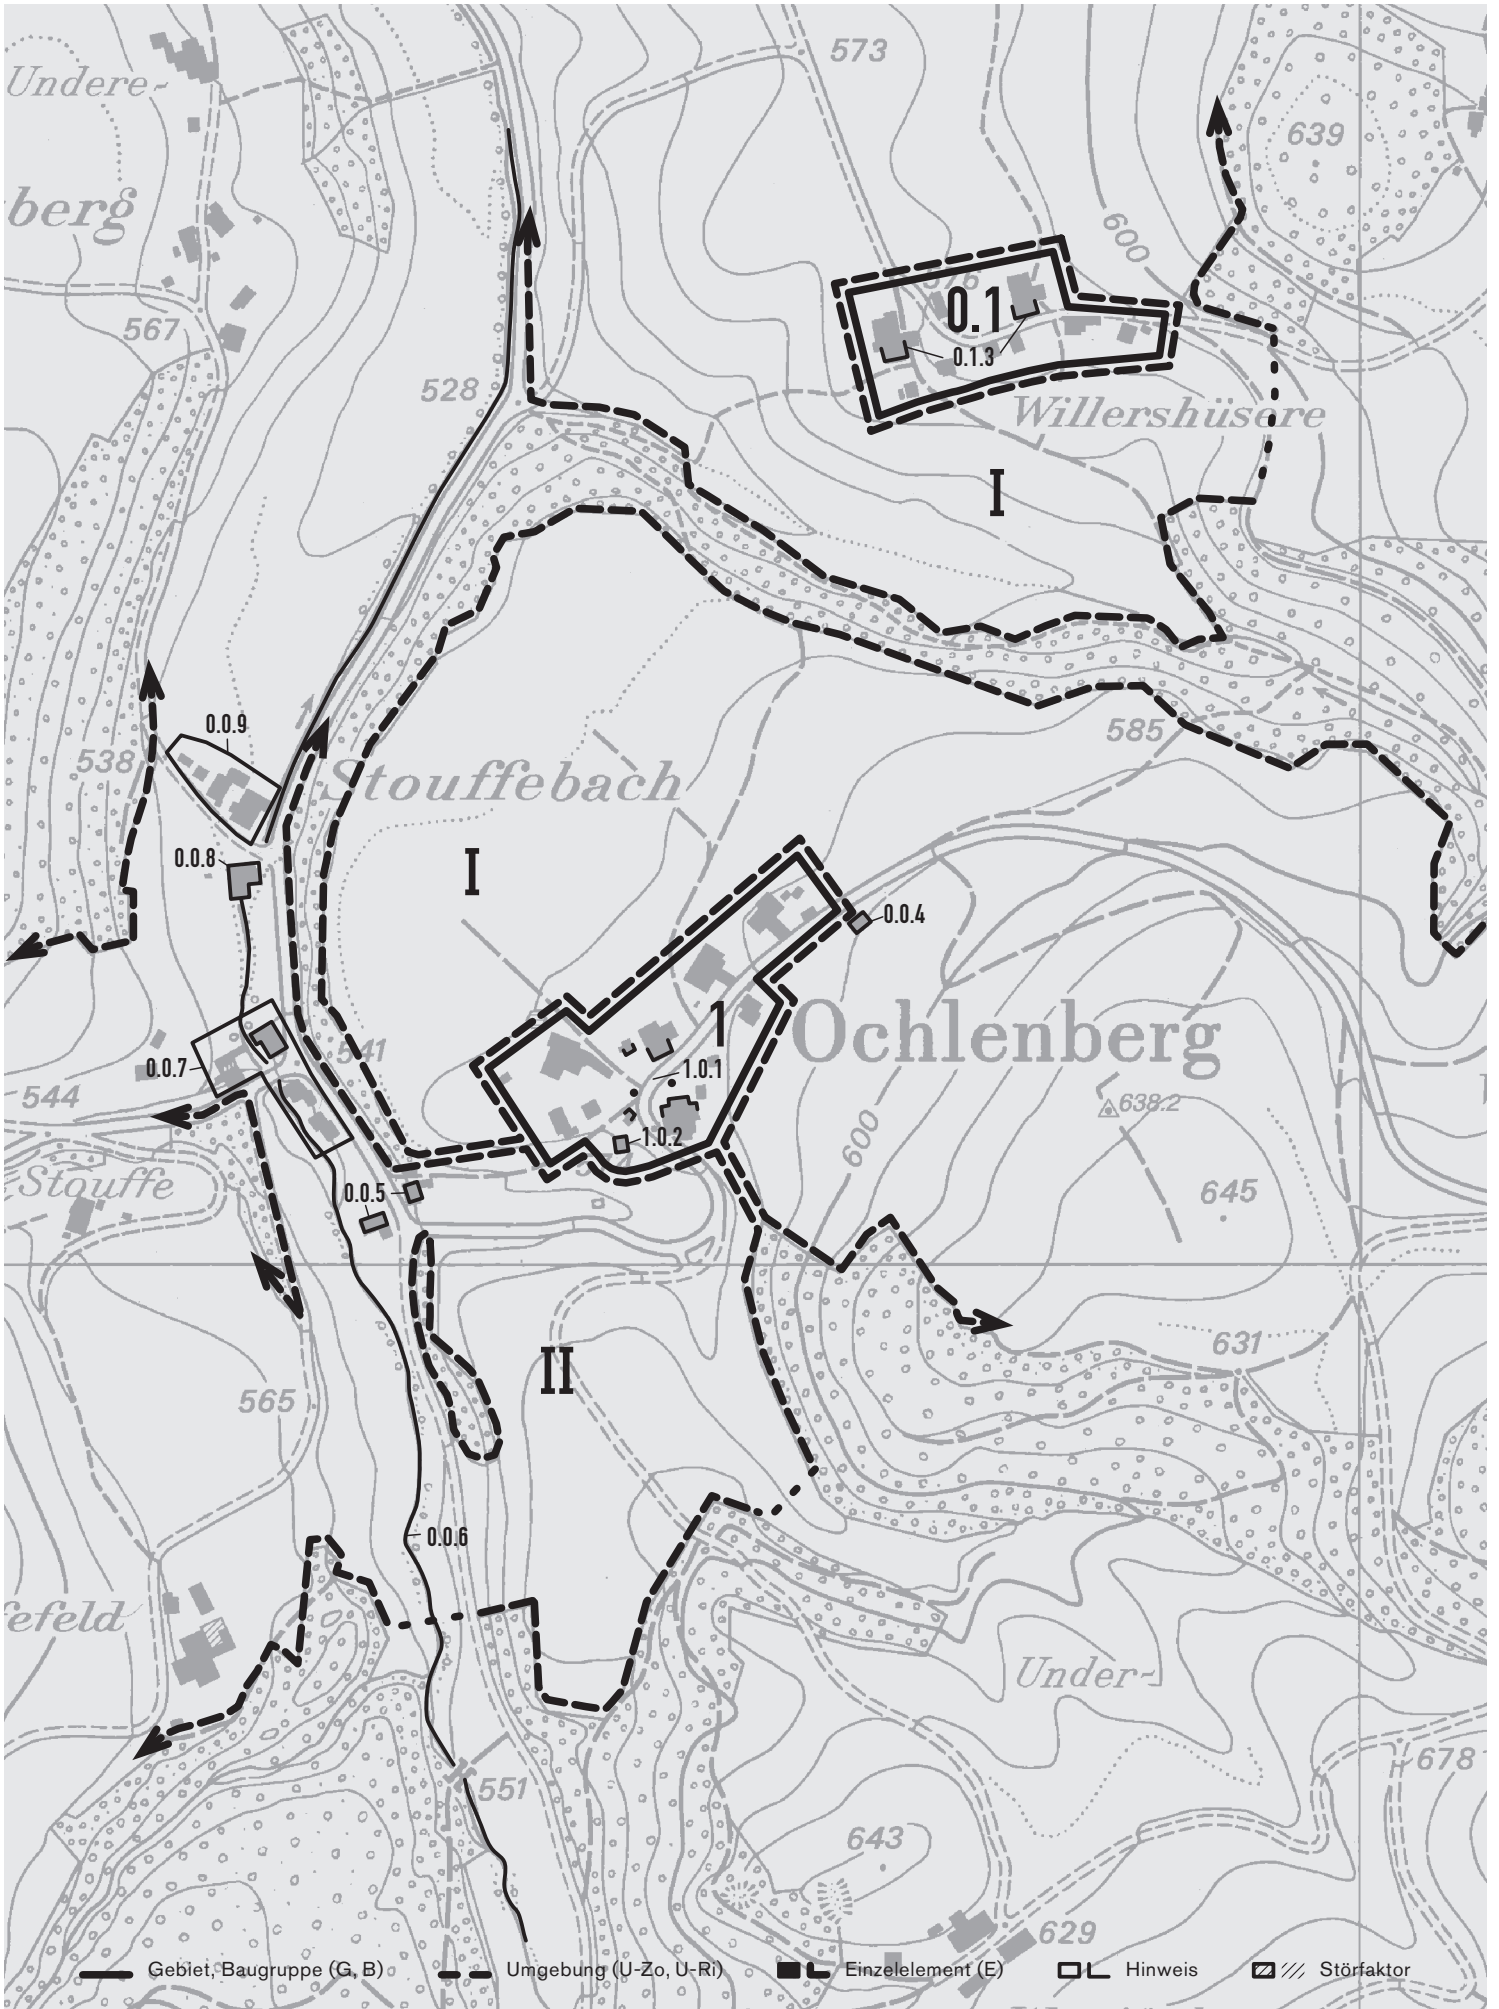 573
Undere-
639
berg
600
576
0.1
567
0.1.3
528
Willershüsere
I
0.0.9
585
538
Stouffebach
0.0.8
I
0.0.4
1
Ochlenberg
541
0.0.7
1.0.1
544
638.2
1.0.2
600
Stouffe
0.0.5
645
631
II
565
0.0.6
fefeld
Under-
678
551
643
629
Gebiet, Baugruppe (G, B)
Umgebung (U-Zo, U-Ri)
Einzelelement (E)
Hinweis
Störfaktor